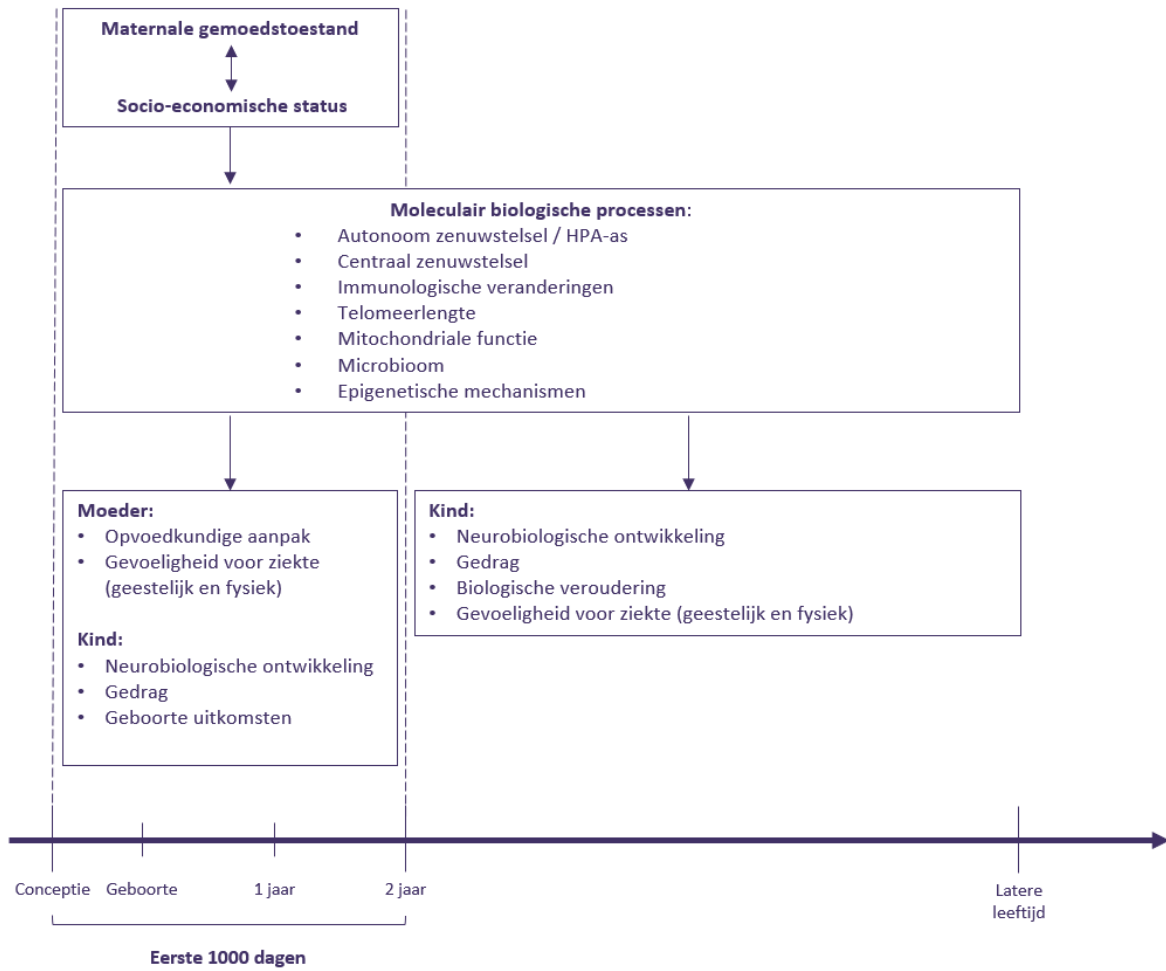 Maternale gemoedstoestand
Socio-economische status
Moleculair biologische processen:
• Autonoom zenuwstelsel / HPA-as
• Centraal zenuwstelsel
• Immunologische veranderingen
• Telomeerlengte
• Mitochondriale functie
• Microbioom
• Epigenetische mechanismen
Moeder:
• Opvoedkundige aanpak
• Gevoeligheid voor ziekte
(geestelijk en fysiek)
Kind:
• Neurobiologische ontwikkeling
• Gedrag
• Geboorte uitkomsten
Kind:
• Neurobiologische ontwikkeling
• Gedrag
• Biologische veroudering
• Gevoeligheid voor ziekte (geestelijk en fysiek)
Conceptie
Geboorte
1 jaar
2 jaar
Latere
leeftijd
Eerste 1000 dagen